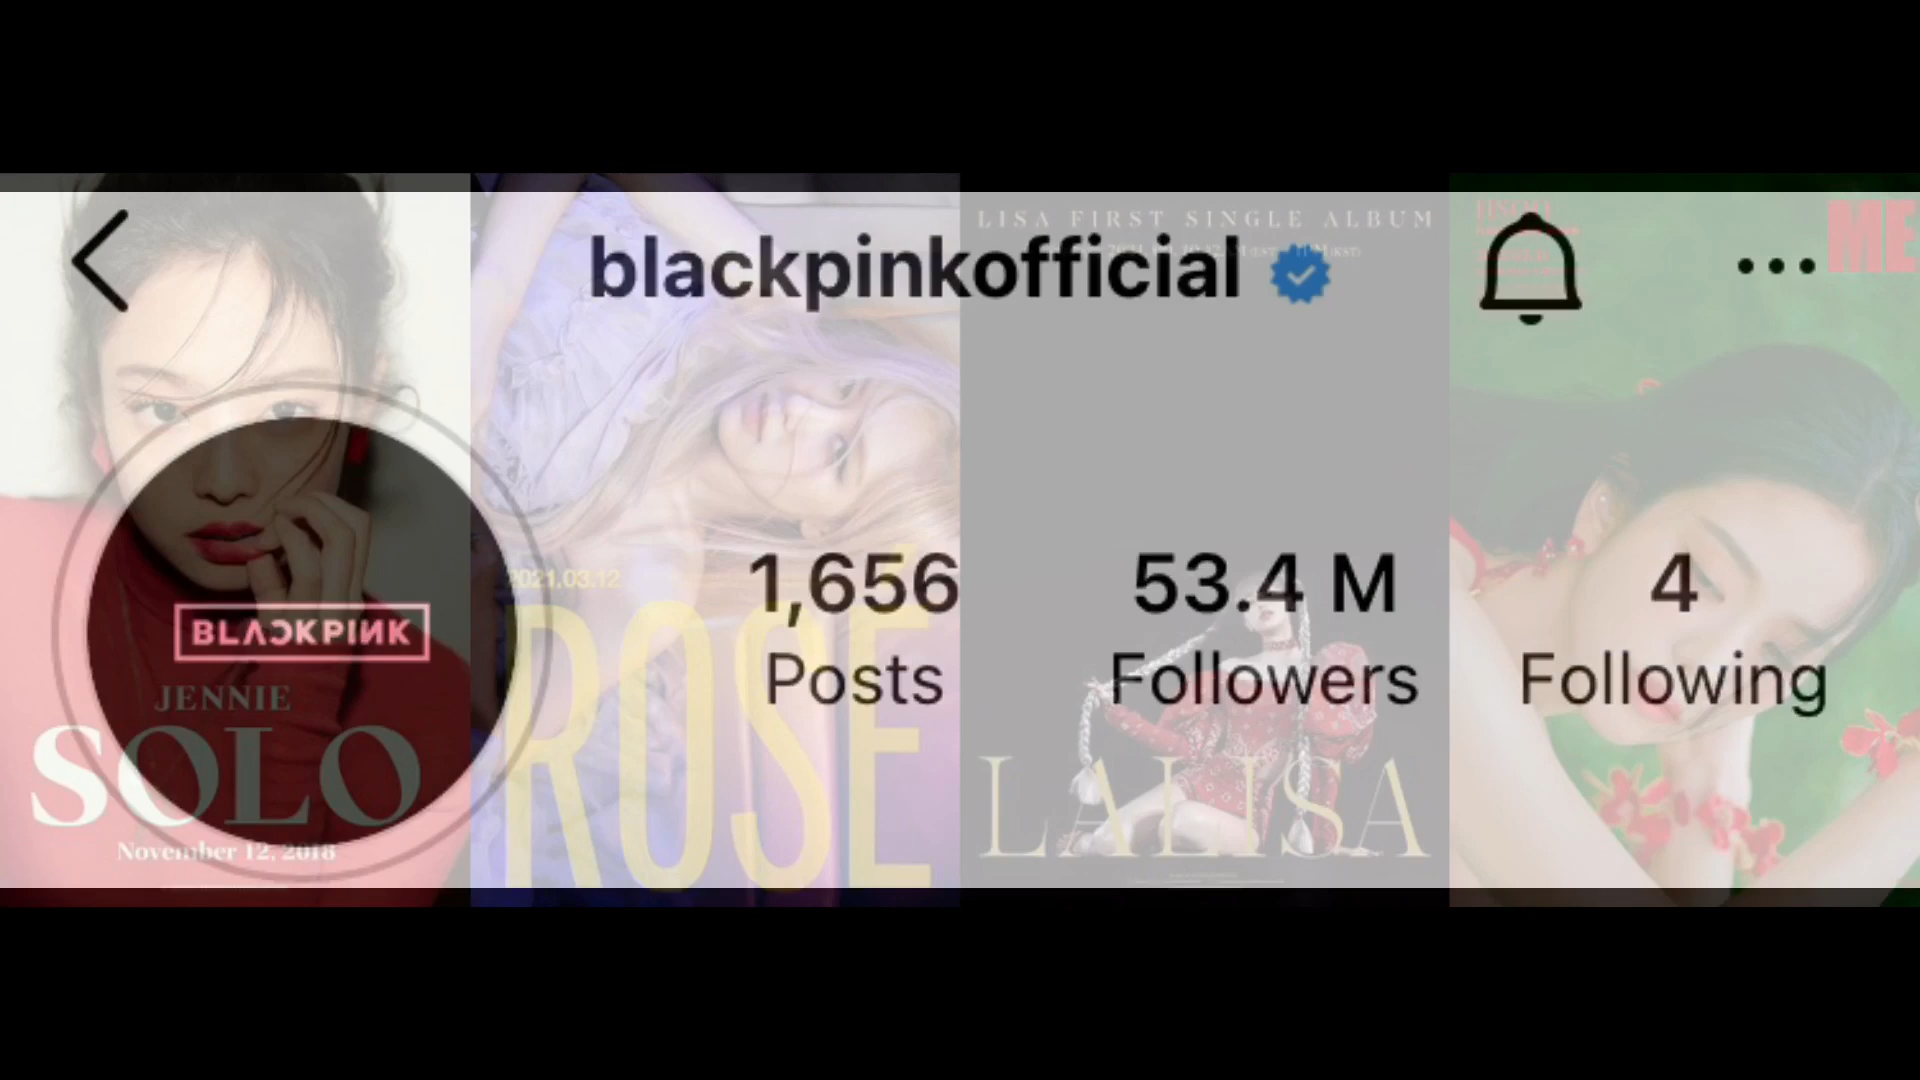 LISA FIRST SINGLE ALBUM
blackpinkofficial
ME
1,656
Posts
53.4 M
Followers
4
Following
2021.03.12
BLACKPINK
JENNIE
SOLO
November 12, 2018
ROSÉ
LALISA